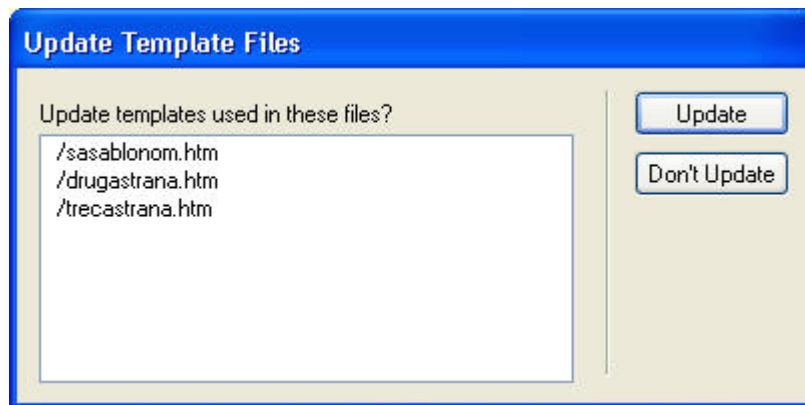 Update Template Files
Update templates used in these files?
/sasablonom.htm
/drugastrana.htm
/trecastrana.htm
Update
Don't Update